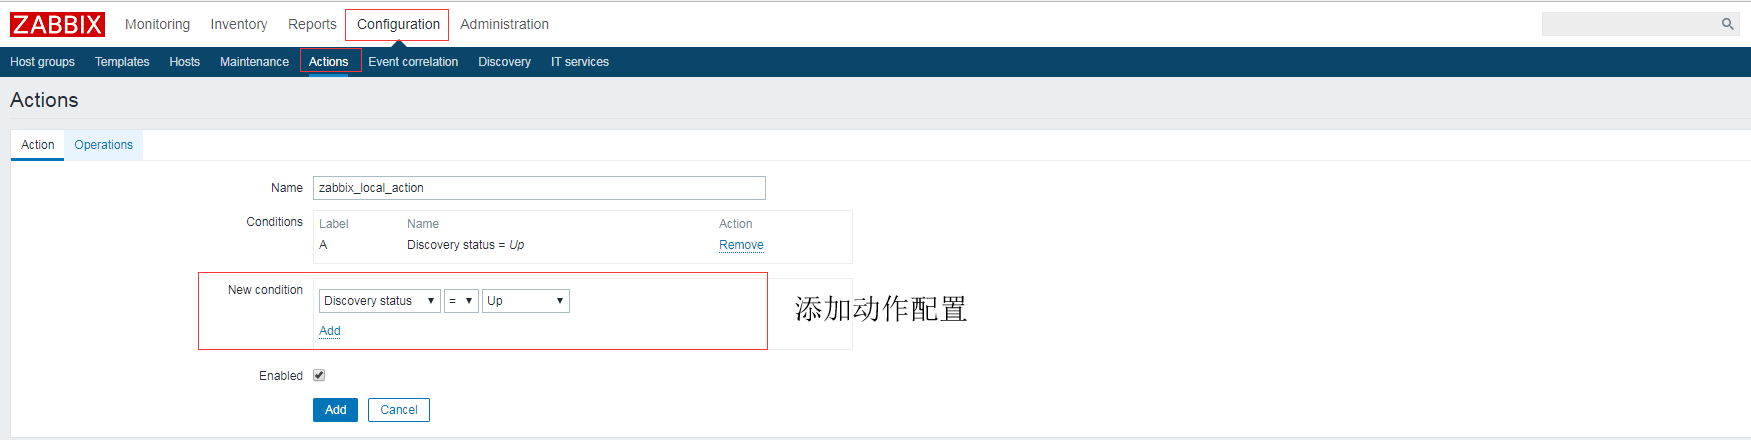 ZABBIX Monitoring Inventory Reports Configuration Administration
Host groups Templates Hosts Maintenance Actions Event correlation Discovery IT services
Actions
Action Operations
Name zabbix_local_action
Conditions Label Name Action
A Discovery status = Up Remove
New condition Discovery status = Up
添加动作配置
Add
Enabled
Add Cancel